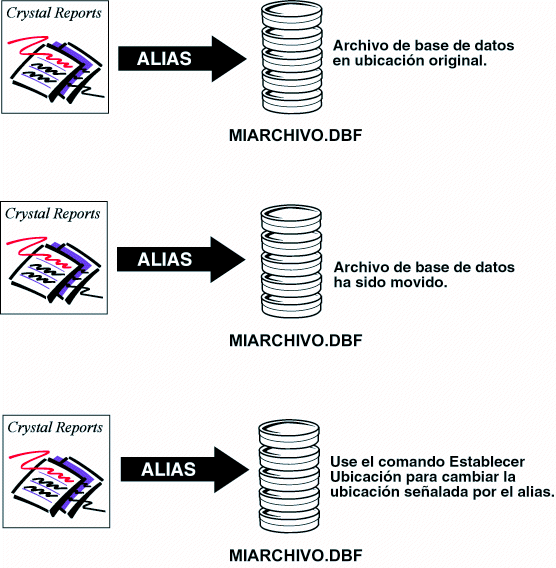 Crystal Reports
ALIAS
Archivo de base de datos
en ubicación original.
MIARCHIVO.DBF
Crystal Reports
ALIAS
Archivo de base de datos
ha sido movido.
MIARCHIVO.DBF
Crystal Reports
ALIAS
Use el comando Establecer
Ubicación para cambiar la
ubicación señalada por el alias.
MIARCHIVO.DBF